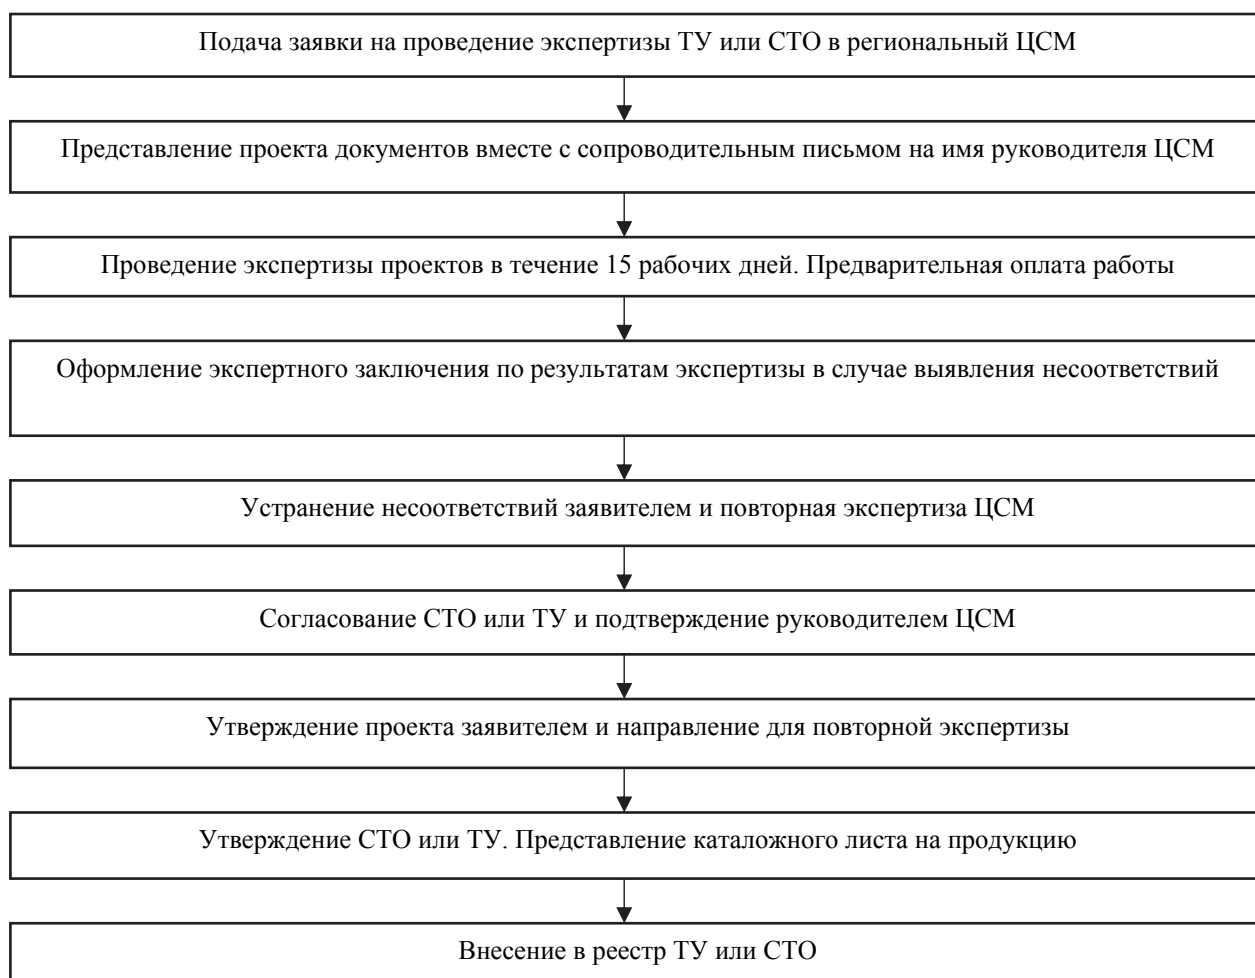 Подача заявки на проведение экспертизы ТУ или СТО в региональный ЦСМ
Представление проекта документов вместе с сопроводительным письмом на имя руководителя ЦСМ
Проведение экспертизы проектов в течение 15 рабочих дней. Предварительная оплата работы
Оформление экспертного заключения по результатам экспертизы в случае выявления несоответствий
Устранение несоответствий заявителем и повторная экспертиза ЦСМ
Согласование СТО или ТУ и подтверждение руководителем ЦСМ
Утверждение проекта заявителем и направление для повторной экспертизы
Утверждение СТО или ТУ. Представление каталожного листа на продукцию
Внесение в реестр ТУ или СТО